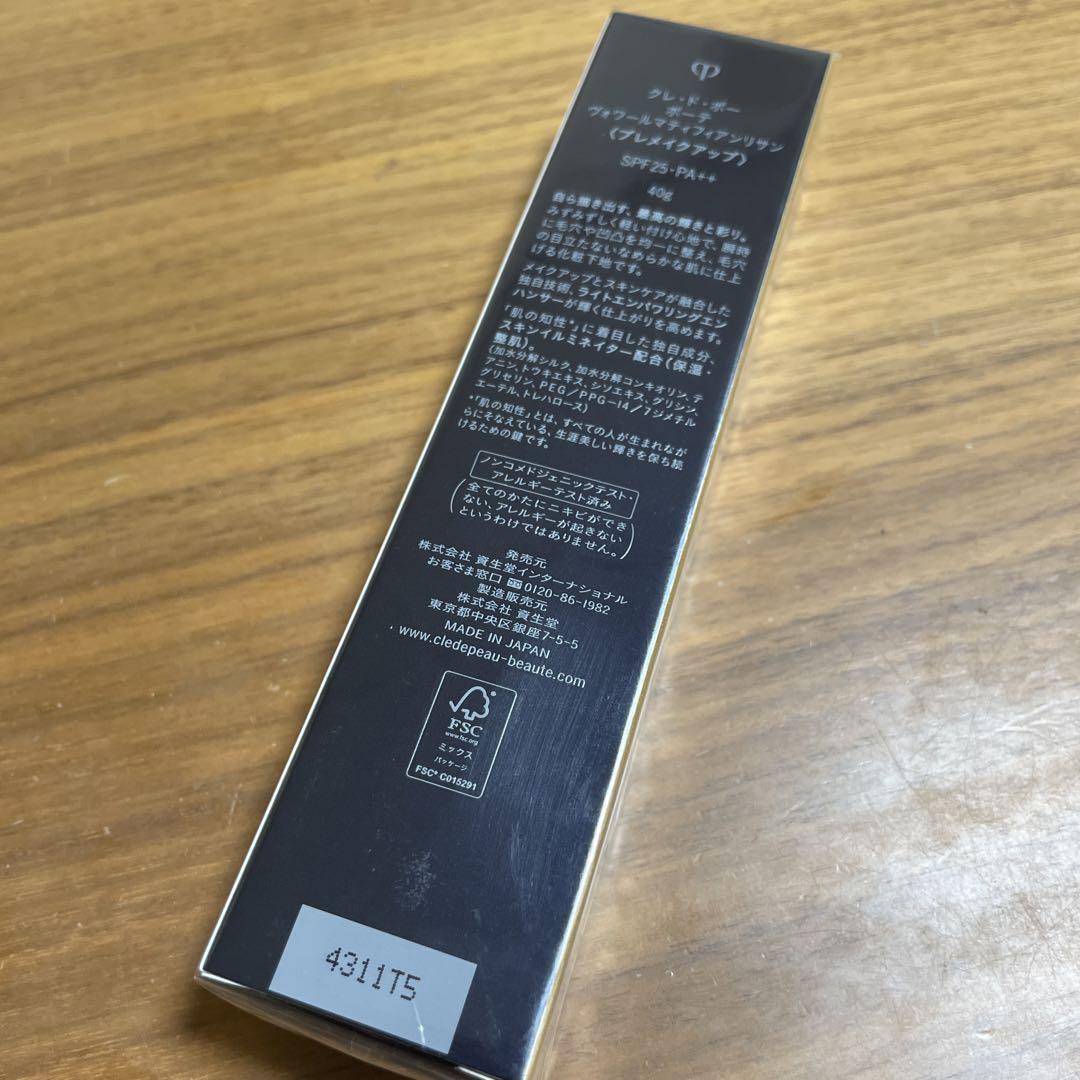 クレ・ド・ポー
ボーテ
ヴォワールマティフィアンリサン
〈プレメイクアップ〉
SPF25・PA++
40g
自ら描き出す、最高の輝きと彩り。
みずみずしく軽い付け心地で、瞬時
に毛穴や凹凸を均一に整え、毛穴
の目立たないなめらかな肌に仕上
げる化粧下地です。
メイクアップとスキンケアが融合した
独自技術、ライトエンパワリングエン
ハンサーが輝く仕上がりを高めます。
「肌の知性*」に着目した独自成分、
スキンイルミネイター配合(保湿・
整肌)。
(加水分解シルク、加水分解コンキオリン、テ
アニン、トウキエキス、シソエキス、グリシン、
グリセリン、PEG/PPG-14/7ジメチル
エーテル、トレハロース)
*「肌の知性」とは、すべての人が生まれなが
らにそなえている、生涯美しい輝きを保ち続
けるための鍵です。
ノンコメドジェニックテスト・
アレルギーテスト済み
(全てのかたにニキビができ
ない、アレルギーが起きない
というわけではありません。)
発売元
株式会社 資生堂インターナショナル
お客さま窓口 0120-86-1982
製造販売元
株式会社 資生堂
東京都中央区銀座7-5-5
MADE IN JAPAN
www.cledepeau-beaute.com
FSC
www.fsc.org
ミックス
パッケージ
FSC® C015291
4311T5